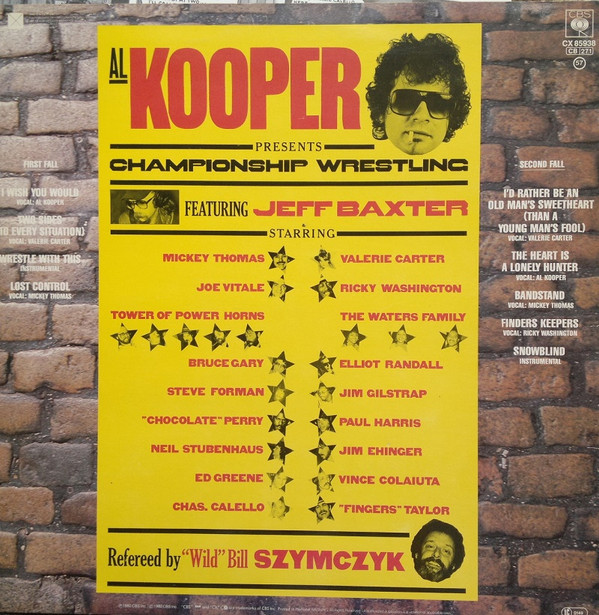 CBS
CX 85938
CB 271
57
AL
KOOPER
PRESENTS
CHAMPIONSHIP WRESTLING
FEATURING JEFF BAXTER
& STARRING
MICKEY THOMAS
VALERIE CARTER
JOE VITALE
RICKY WASHINGTON
TOWER OF POWER HORNS
THE WATERS FAMILY
BRUCE GARY
ELLIOT RANDALL
STEVE FORMAN
JIM GILSTRAP
"CHOCOLATE" PERRY
PAUL HARRIS
NEIL STUBENHAUS
JIM EHINGER
ED GREENE
VINCE COLAIUTA
CHAS. CALELLO
"FINGERS" TAYLOR
Refereed by "Wild" Bill SZYMCZYK
FIRST FALL
I WISH YOU WOULD
VOCAL: AL KOOPER
TWO SIDES
(TO EVERY SITUATION)
VOCAL: VALERIE CARTER
WRESTLE WITH THIS
INSTRUMENTAL
LOST CONTROL
VOCAL: MICKEY THOMAS
SECOND FALL
I'D RATHER BE AN
OLD MAN'S SWEETHEART
(THAN A
YOUNG MAN'S FOOL)
VOCAL: VALERIE CARTER
THE HEART IS
A LONELY HUNTER
VOCAL: AL KOOPER
BANDSTAND
VOCAL: MICKEY THOMAS
FINDERS KEEPERS
VOCAL: RICKY WASHINGTON
SNOWBLIND
INSTRUMENTAL